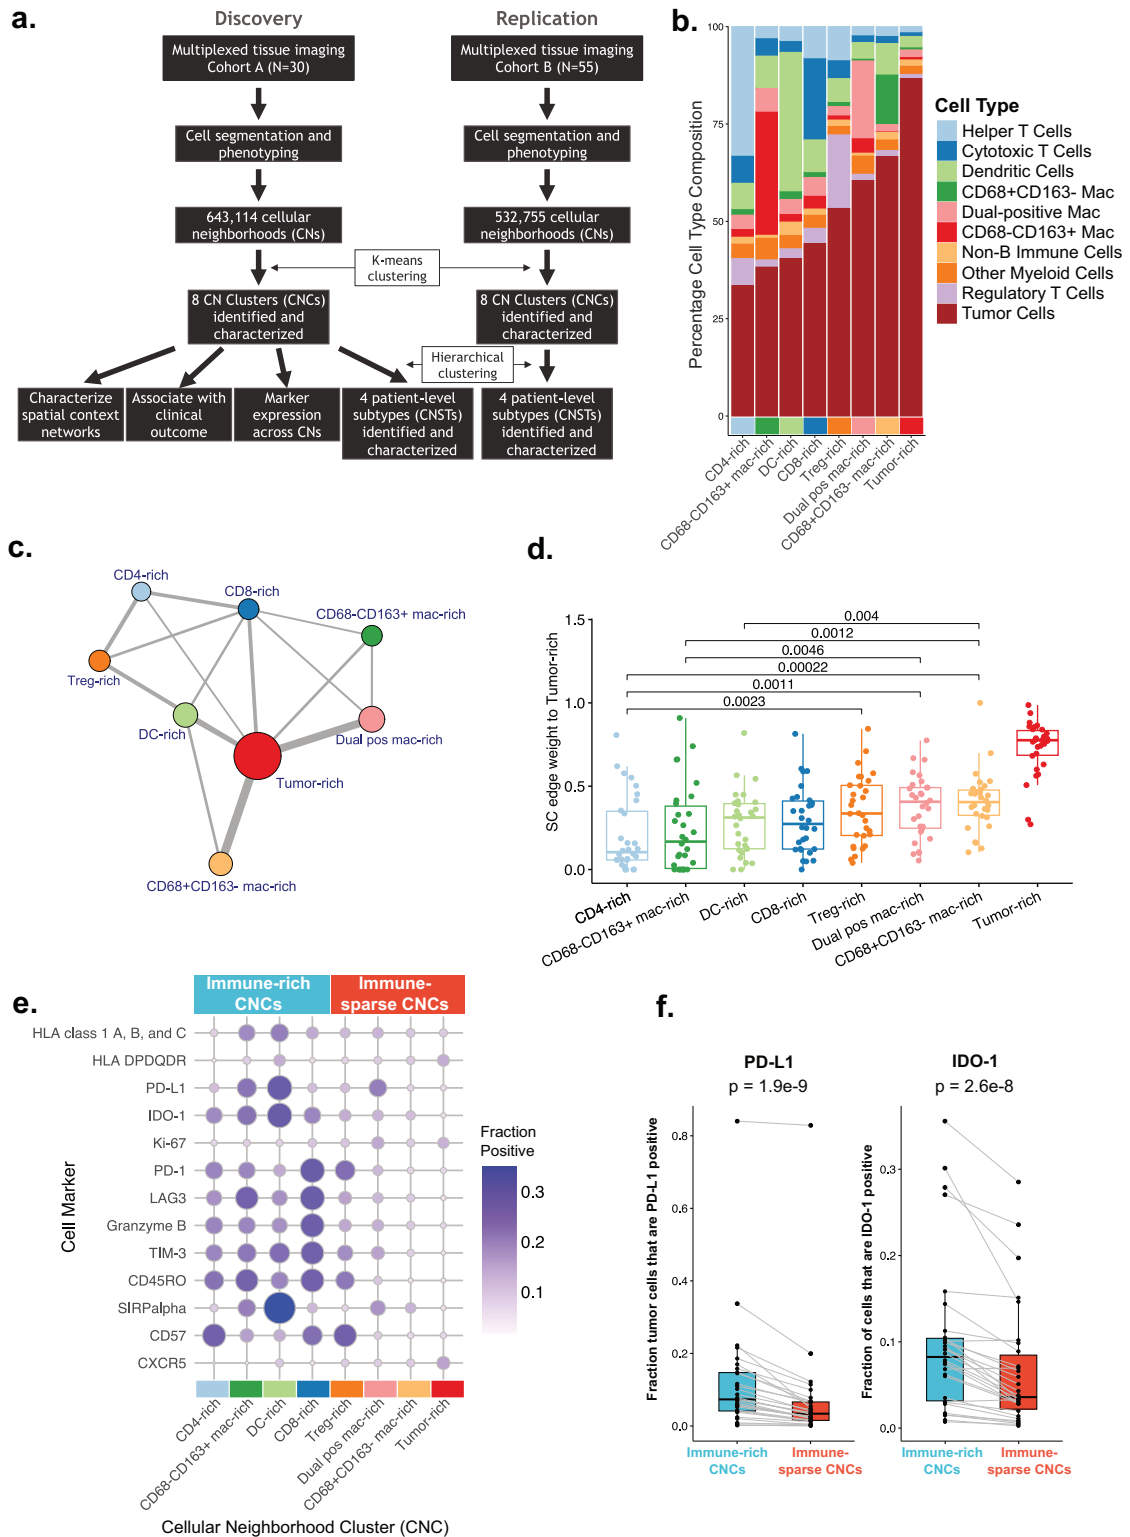 a.
Discovery
Replication
Multiplexed tissue imaging
Cohort A (N=30)
Multiplexed tissue imaging
Cohort B (N=55)
Cell segmentation and
phenotyping
Cell segmentation and
phenotyping
643,114 cellular
neighborhoods (CNs)
532,755 cellular
neighborhoods (CNs)
K-means
clustering
8 CN Clusters (CNCs)
identified and
characterized
8 CN Clusters (CNCs)
identified and
characterized
Hierarchical
clustering
Characterize
spatial context
networks
Associate with
clinical
outcome
Marker
expression
across CNs
4 patient-level
subtypes (CNSTs)
identified and
characterized
4 patient-level
subtypes (CNSTs)
identified and
characterized
b.
Percentage Cell Type Composition
100
75
50
25
0
CD4-rich
CD68-CD163+ mac-rich
DC-rich
CD8-rich
Treg-rich
Dual pos mac-rich
CD68+CD163- mac-rich
Tumor-rich
Cell Type
Helper T Cells
Cytotoxic T Cells
Dendritic Cells
CD68+CD163- Mac
Dual-positive Mac
CD68-CD163+ Mac
Non-B Immune Cells
Other Myeloid Cells
Regulatory T Cells
Tumor Cells
c.
CD4-rich
CD8-rich
CD68-CD163+ mac-rich
Treg-rich
DC-rich
Dual pos mac-rich
Tumor-rich
CD68+CD163- mac-rich
d.
SC edge weight to Tumor-rich
1.5
1.0
0.5
0.0
0.004
0.0012
0.0046
0.00022
0.0011
0.0023
CD4-rich
CD68-CD163+ mac-rich
DC-rich
CD8-rich
Treg-rich
Dual pos mac-rich
CD68+CD163- mac-rich
Tumor-rich
e.
Immune-rich
CNCs
Immune-
sparse CNCs
Cell Marker
HLA class 1 A, B, and C
HLA DPDQDR
PD-L1
IDO-1
Ki-67
PD-1
LAG3
Granzyme B
TIM-3
CD45RO
SIRPalpha
CD57
CXCR5
Fraction
Positive
0.3
0.2
0.1
CD4-rich
CD68-CD163+ mac-rich
DC-rich
CD8-rich
Treg-rich
Dual pos mac-rich
CD68+CD163- mac-rich
Tumor-rich
Cellular Neighborhood Cluster (CNC)
f.
PD-L1
p = 1.9e-9
Fraction tumor cells that are PD-L1 positive
0.8
0.6
0.4
0.2
0.0
Immune-rich
CNCs
Immune-
sparse CNCs
IDO-1
p = 2.6e-8
Fraction of cells that are IDO-1 positive
0.3
0.2
0.1
0.0
Immune-rich
CNCs
Immune-
sparse CNCs